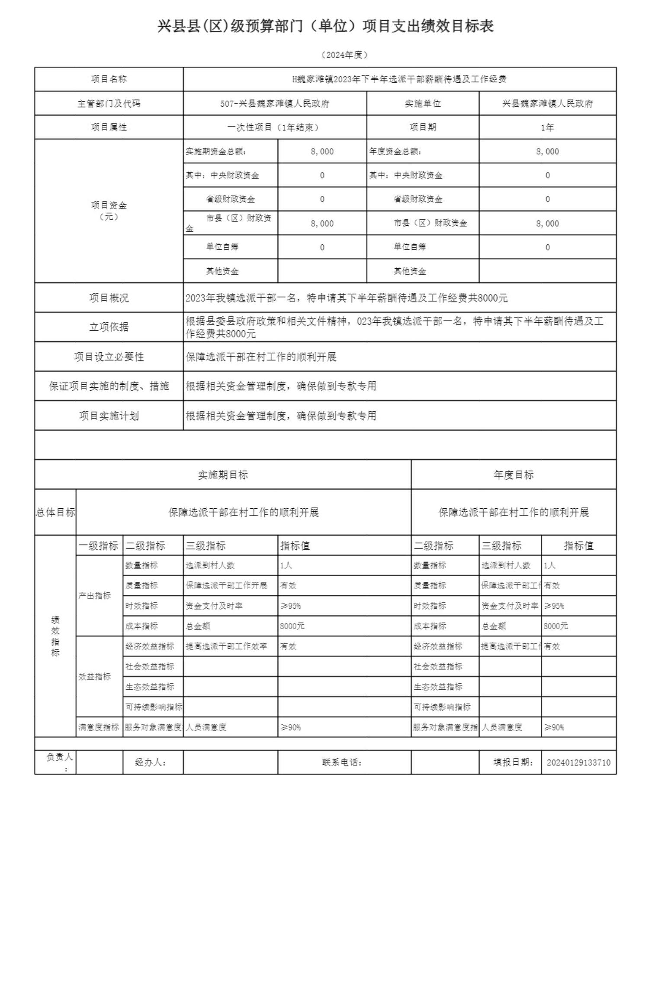 兴县县(区)级预算部门（单位）项目支出绩效目标表
（2024年度）
项目名称 H魏家滩镇2023年下半年选派干部薪酬待遇及工作经费
主管部门及代码 507-兴县魏家滩镇人民政府 实施单位 兴县魏家滩镇人民政府
项目属性 一次性项目（1年结束） 项目期 1年
项目资金
（元）
实施期资金总额： 8,000 年度资金总额： 8,000
其中：中央财政资金 0 其中：中央财政资金 0
省级财政资金 0 省级财政资金 0
市县（区）财政资
金 8,000 市县（区）财政资金 8,000
单位自筹 0 单位自筹 0
其他资金 其他资金
项目概况 2023年我镇选派干部一名，特申请其下半年薪酬待遇及工作经费共8000元
立项依据 根据县委县政府政策和相关文件精神，023年我镇选派干部一名，特申请其下半年薪酬待遇及工
作经费共8000元
项目设立必要性 保障选派干部在村工作的顺利开展
保证项目实施的制度、措施 根据相关资金管理制度，确保做到专款专用
项目实施计划 根据相关资金管理制度，确保做到专款专用
实施期目标 年度目标
总体目标 保障选派干部在村工作的顺利开展 保障选派干部在村工作的顺利开展
绩
效
指
标
一级指标 二级指标 三级指标 指标值 二级指标 三级指标 指标值
产出指标
数量指标 选派到村人数 1人 数量指标 选派到村人数 1人
质量指标 保障选派干部工作开展 有效 质量指标 保障选派干部工作 有效
时效指标 资金支付及时率 ≥95% 时效指标 资金支付及时率 ≥95%
成本指标 总金额 8000元 成本指标 总金额 8000元
效益指标
经济效益指标 提高选派干部工作效率 有效 经济效益指标 提高选派干部工作 有效
社会效益指标 社会效益指标
生态效益指标 生态效益指标
可持续影响指标 可持续影响指标
满意度指标 服务对象满意度 人员满意度 ≥90% 服务对象满意度指 人员满意度 ≥90%
负责人
： 经办人： 联系电话： 填报日期： 20240129133710